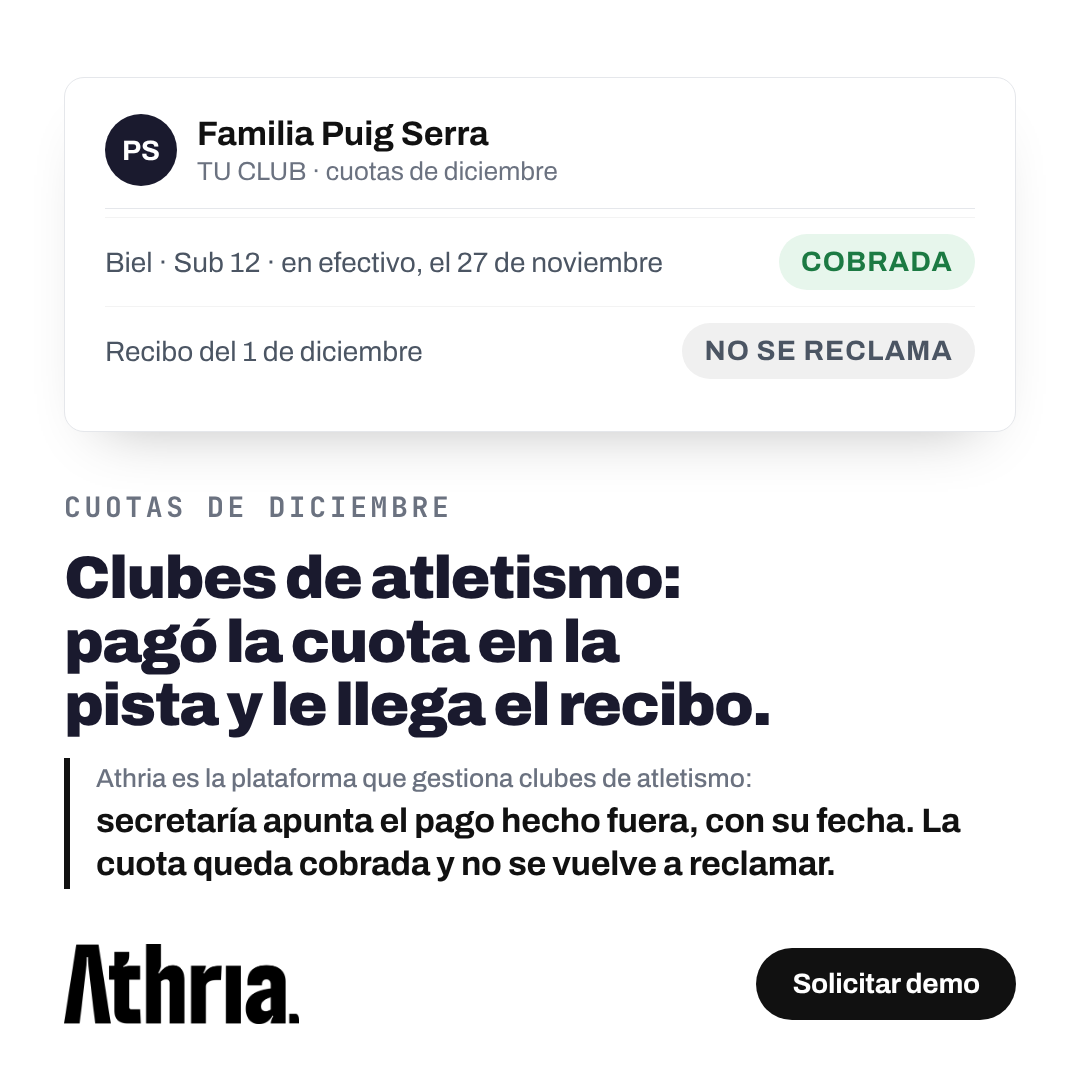 PS
Familia Puig Serra
TU CLUB · cuotas de diciembre
Biel · Sub 12 · en efectivo, el 27 de noviembre
COBRADA
Recibo del 1 de diciembre
NO SE RECLAMA
CUOTAS DE DICIEMBRE
Clubes de atletismo:
pagó la cuota en la
pista y le llega el recibo.
Athria es la plataforma que gestiona clubes de atletismo:
secretaría apunta el pago hecho fuera, con su fecha. La
cuota queda cobrada y no se vuelve a reclamar.
Athria.
Solicitar demo